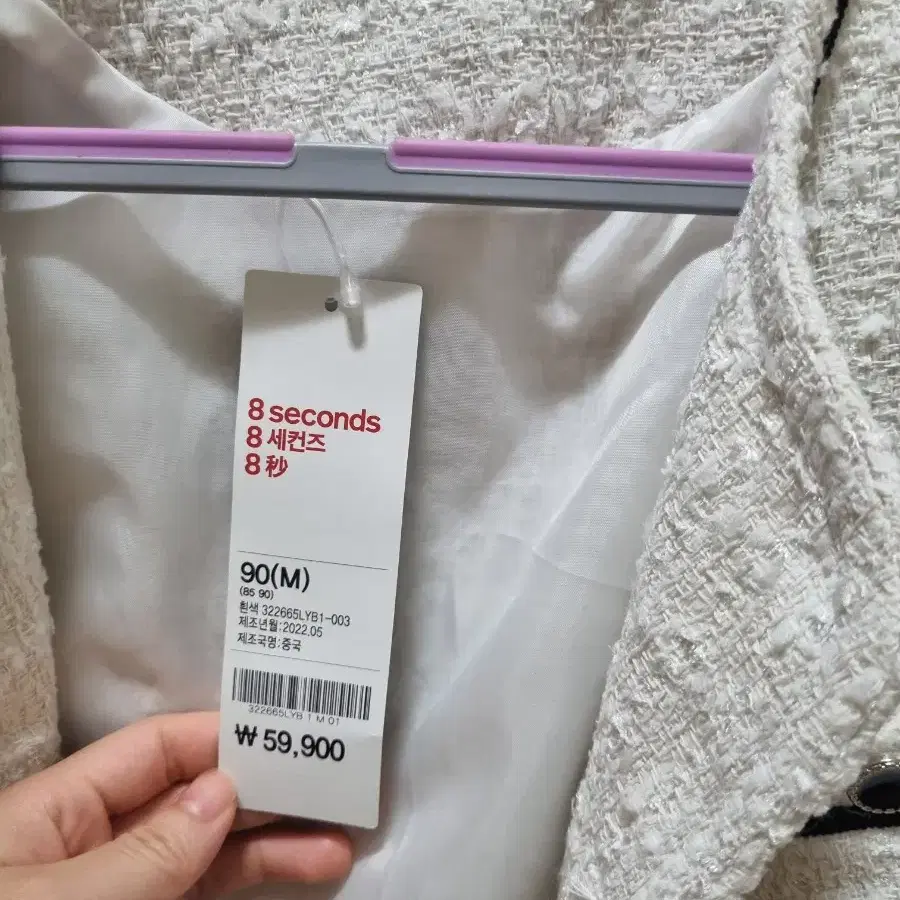 8 seconds
8 세컨즈
8 秒
90(M)
(85 90)
흰색 322665LYB1-003
제조년월:2022.05
제조국명:중국
322665LYB 1 M 01
₩ 59,900